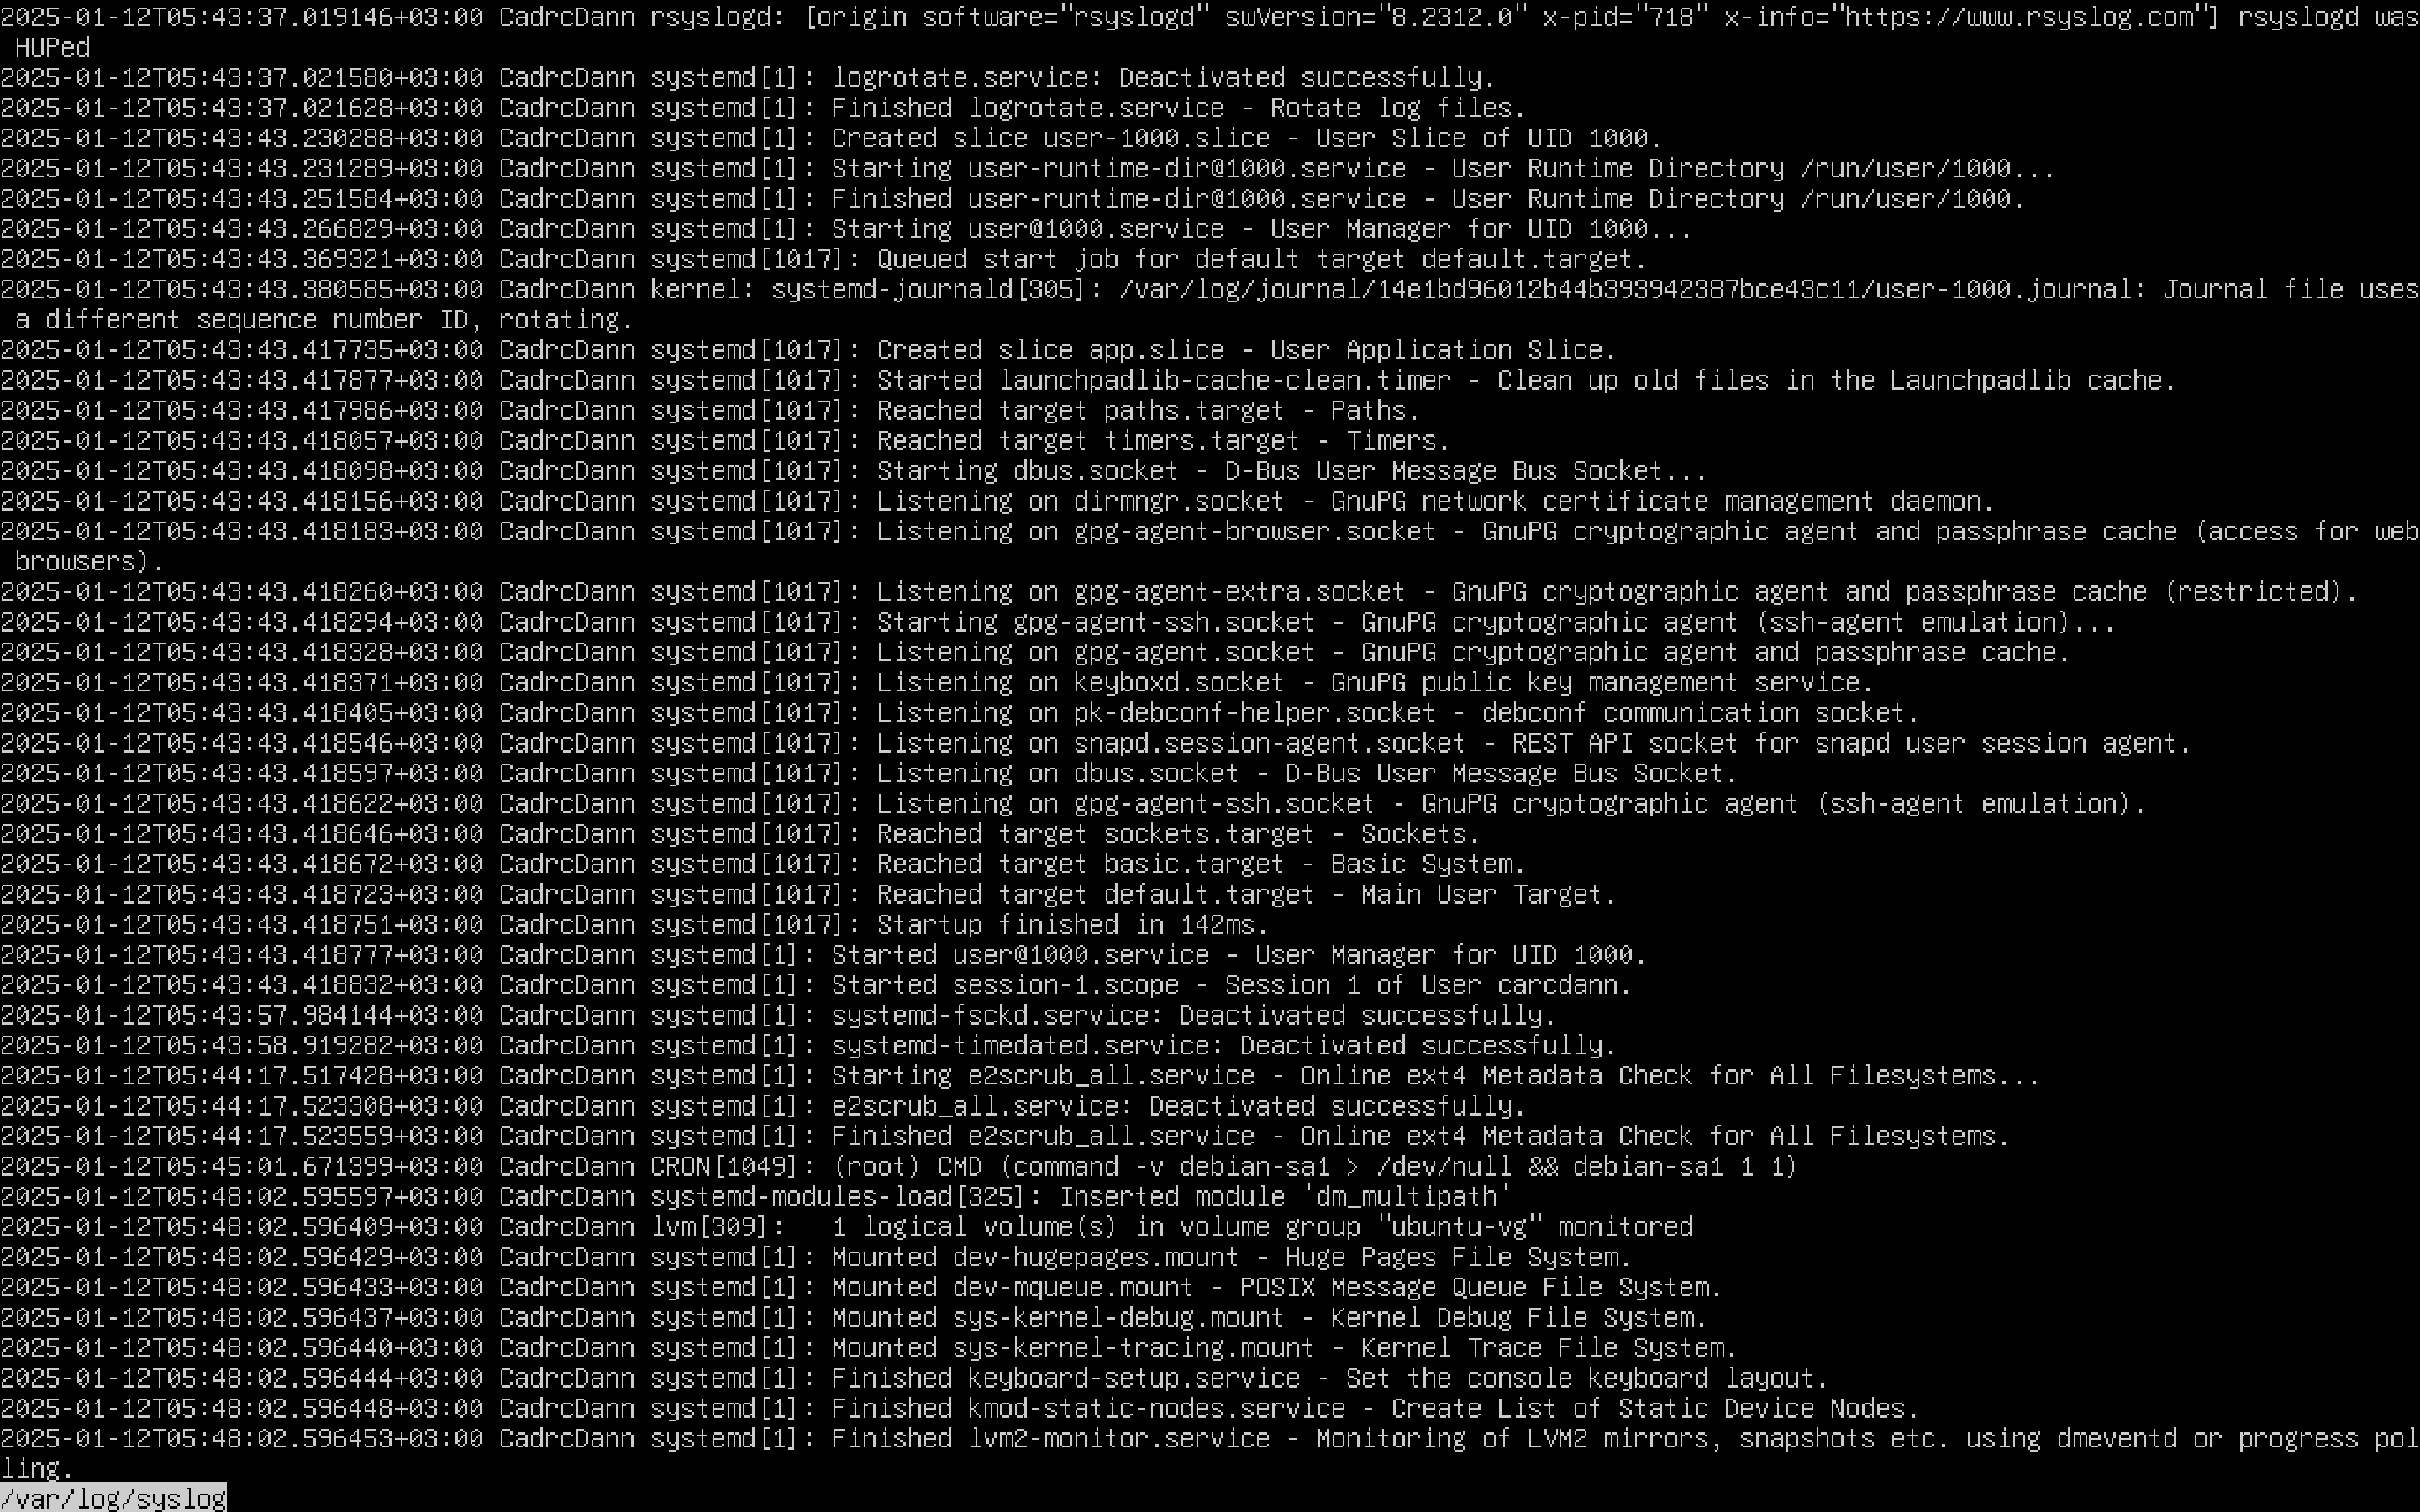 2025-01-12T05:43:37.019146+03:00 CadrcDann rsyslogd: [origin software="rsyslogd" swVersion="8.2312.0" x-pid="718" x-info="https://www.rsyslog.com"] rsyslogd was
 HUPed
2025-01-12T05:43:37.021580+03:00 CadrcDann systemd[1]: logrotate.service: Deactivated successfully.
2025-01-12T05:43:37.021628+03:00 CadrcDann systemd[1]: Finished logrotate.service - Rotate log files.
2025-01-12T05:43:43.230288+03:00 CadrcDann systemd[1]: Created slice user-1000.slice - User Slice of UID 1000.
2025-01-12T05:43:43.231289+03:00 CadrcDann systemd[1]: Starting user-runtime-dir@1000.service - User Runtime Directory /run/user/1000...
2025-01-12T05:43:43.251584+03:00 CadrcDann systemd[1]: Finished user-runtime-dir@1000.service - User Runtime Directory /run/user/1000.
2025-01-12T05:43:43.266829+03:00 CadrcDann systemd[1]: Starting user@1000.service - User Manager for UID 1000...
2025-01-12T05:43:43.369321+03:00 CadrcDann systemd[1017]: Queued start job for default target default.target.
2025-01-12T05:43:43.380585+03:00 CadrcDann kernel: systemd-journald[305]: /var/log/journal/14e1bd96012b44b393942387bce43c11/user-1000.journal: Journal file uses
 a different sequence number ID, rotating.
2025-01-12T05:43:43.417735+03:00 CadrcDann systemd[1017]: Created slice app.slice - User Application Slice.
2025-01-12T05:43:43.417877+03:00 CadrcDann systemd[1017]: Started launchpadlib-cache-clean.timer - Clean up old files in the Launchpadlib cache.
2025-01-12T05:43:43.417986+03:00 CadrcDann systemd[1017]: Reached target paths.target - Paths.
2025-01-12T05:43:43.418057+03:00 CadrcDann systemd[1017]: Reached target timers.target - Timers.
2025-01-12T05:43:43.418098+03:00 CadrcDann systemd[1017]: Starting dbus.socket - D-Bus User Message Bus Socket...
2025-01-12T05:43:43.418156+03:00 CadrcDann systemd[1017]: Listening on dirmngr.socket - GnuPG network certificate management daemon.
2025-01-12T05:43:43.418183+03:00 CadrcDann systemd[1017]: Listening on gpg-agent-browser.socket - GnuPG cryptographic agent and passphrase cache (access for web
 browsers).
2025-01-12T05:43:43.418260+03:00 CadrcDann systemd[1017]: Listening on gpg-agent-extra.socket - GnuPG cryptographic agent and passphrase cache (restricted).
2025-01-12T05:43:43.418294+03:00 CadrcDann systemd[1017]: Starting gpg-agent-ssh.socket - GnuPG cryptographic agent (ssh-agent emulation)...
2025-01-12T05:43:43.418328+03:00 CadrcDann systemd[1017]: Listening on gpg-agent.socket - GnuPG cryptographic agent and passphrase cache.
2025-01-12T05:43:43.418371+03:00 CadrcDann systemd[1017]: Listening on keyboxd.socket - GnuPG public key management service.
2025-01-12T05:43:43.418405+03:00 CadrcDann systemd[1017]: Listening on pk-debconf-helper.socket - debconf communication socket.
2025-01-12T05:43:43.418546+03:00 CadrcDann systemd[1017]: Listening on snapd.session-agent.socket - REST API socket for snapd user session agent.
2025-01-12T05:43:43.418597+03:00 CadrcDann systemd[1017]: Listening on dbus.socket - D-Bus User Message Bus Socket.
2025-01-12T05:43:43.418622+03:00 CadrcDann systemd[1017]: Listening on gpg-agent-ssh.socket - GnuPG cryptographic agent (ssh-agent emulation).
2025-01-12T05:43:43.418646+03:00 CadrcDann systemd[1017]: Reached target sockets.target - Sockets.
2025-01-12T05:43:43.418672+03:00 CadrcDann systemd[1017]: Reached target basic.target - Basic System.
2025-01-12T05:43:43.418723+03:00 CadrcDann systemd[1017]: Reached target default.target - Main User Target.
2025-01-12T05:43:43.418751+03:00 CadrcDann systemd[1017]: Startup finished in 142ms.
2025-01-12T05:43:43.418777+03:00 CadrcDann systemd[1]: Started user@1000.service - User Manager for UID 1000.
2025-01-12T05:43:43.418832+03:00 CadrcDann systemd[1]: Started session-1.scope - Session 1 of User carcdann.
2025-01-12T05:43:57.984144+03:00 CadrcDann systemd[1]: systemd-fsckd.service: Deactivated successfully.
2025-01-12T05:43:58.919282+03:00 CadrcDann systemd[1]: systemd-timedated.service: Deactivated successfully.
2025-01-12T05:44:17.517428+03:00 CadrcDann systemd[1]: Starting e2scrub_all.service - Online ext4 Metadata Check for All Filesystems...
2025-01-12T05:44:17.523308+03:00 CadrcDann systemd[1]: e2scrub_all.service: Deactivated successfully.
2025-01-12T05:44:17.523559+03:00 CadrcDann systemd[1]: Finished e2scrub_all.service - Online ext4 Metadata Check for All Filesystems.
2025-01-12T05:45:01.671399+03:00 CadrcDann CRON[1049]: (root) CMD (command -v debian-sa1 > /dev/null && debian-sa1 1 1)
2025-01-12T05:48:02.595597+03:00 CadrcDann systemd-modules-load[325]: Inserted module 'dm_multipath'
2025-01-12T05:48:02.596409+03:00 CadrcDann lvm[309]:   1 logical volume(s) in volume group "ubuntu-vg" monitored
2025-01-12T05:48:02.596429+03:00 CadrcDann systemd[1]: Mounted dev-hugepages.mount - Huge Pages File System.
2025-01-12T05:48:02.596433+03:00 CadrcDann systemd[1]: Mounted dev-mqueue.mount - POSIX Message Queue File System.
2025-01-12T05:48:02.596437+03:00 CadrcDann systemd[1]: Mounted sys-kernel-debug.mount - Kernel Debug File System.
2025-01-12T05:48:02.596440+03:00 CadrcDann systemd[1]: Mounted sys-kernel-tracing.mount - Kernel Trace File System.
2025-01-12T05:48:02.596444+03:00 CadrcDann systemd[1]: Finished keyboard-setup.service - Set the console keyboard layout.
2025-01-12T05:48:02.596448+03:00 CadrcDann systemd[1]: Finished kmod-static-nodes.service - Create List of Static Device Nodes.
2025-01-12T05:48:02.596453+03:00 CadrcDann systemd[1]: Finished lvm2-monitor.service - Monitoring of LVM2 mirrors, snapshots etc. using dmeventd or progress pol
ling.
/var/log/syslog